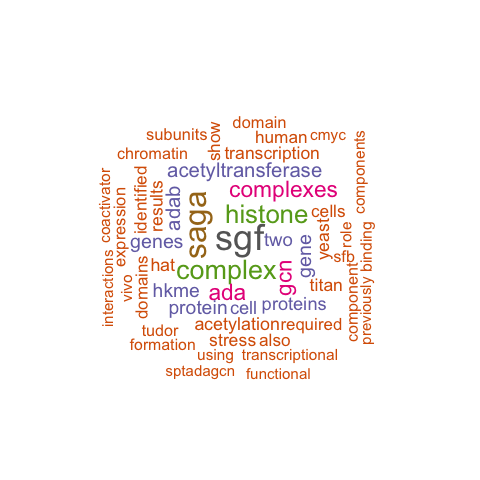 domain
subunits
show
human
cmyc
chromatin
transcription
components
acetyltransferase
coactivator
identified
results
adab
complexes
expression
saga
histone
cells
genes
sgf
two
gene
yeast
role
binding
sfb
interactions
vivo
domains
hat
complex
gcn
titan
component
previously
hkme
ada
protein
cell
proteins
tudor
acetylation
required
formation
stress
also
using
transcriptional
sptadagcn
functional